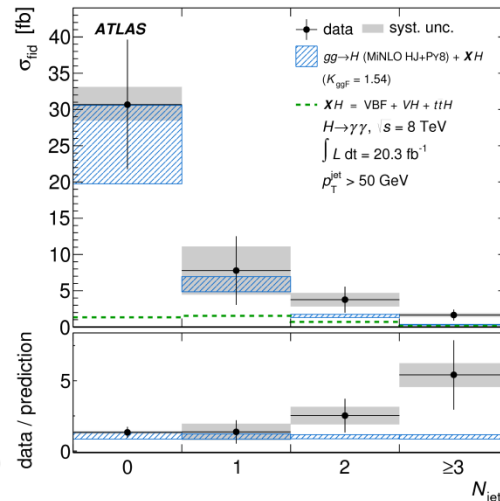 σ_fid [fb]
ATLAS
data
syst. unc.
gg→H (MiNLO HJ+PY8) + XH
(K_ggF = 1.54)
XH = VBF + VH + ttH
H→γγ, √s = 8 TeV
∫ L dt = 20.3 fb⁻¹
p_T^jet > 50 GeV
40
35
30
25
20
15
10
5
0
data / prediction
5
0
0
1
2
≥3
N_jet